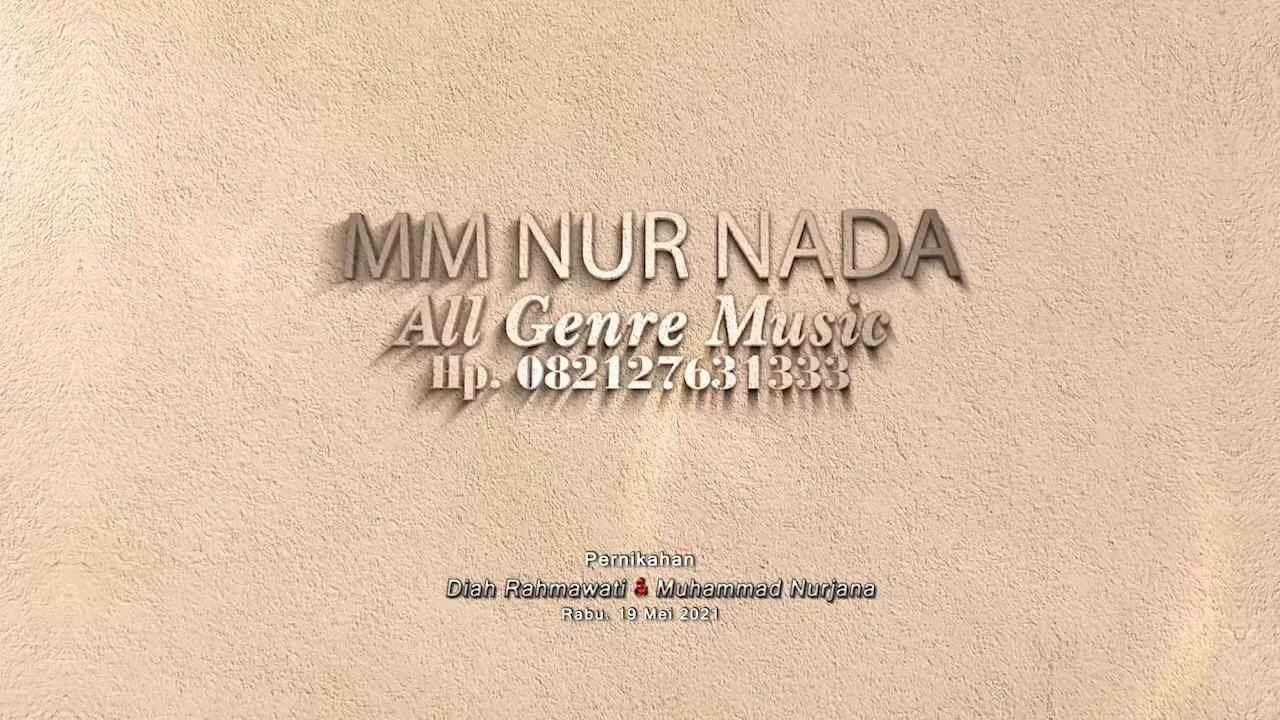 MM NUR NADA
All Genre Music
Hp. 082127631333
Pernikahan
Diah Rahmawati & Muhammad Nurjana
Rabu. 19 Mei 2021